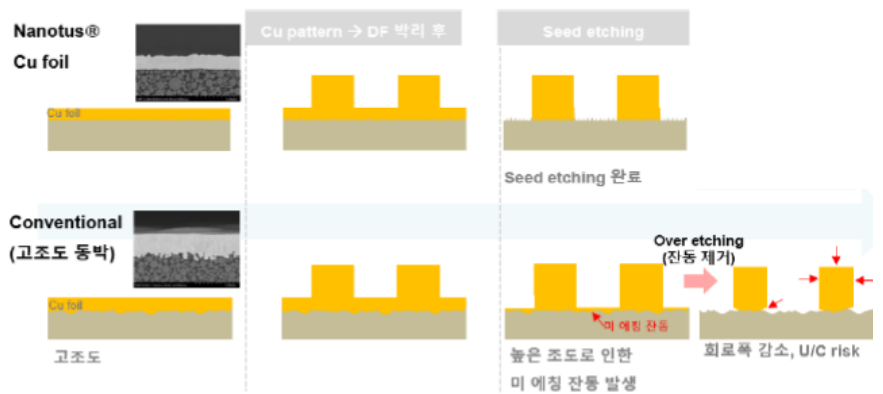 Nanotus®
Cu foil
Cu pattern → DF 박리 후
Seed etching
Cu foil
Seed etching 완료
Conventional
(고조도 동박)
Over etching
(잔동 제거)
Cu foil
미 에칭 잔동
고조도
높은 조도로 인한
미 에칭 잔동 발생
회로폭 감소, U/C risk